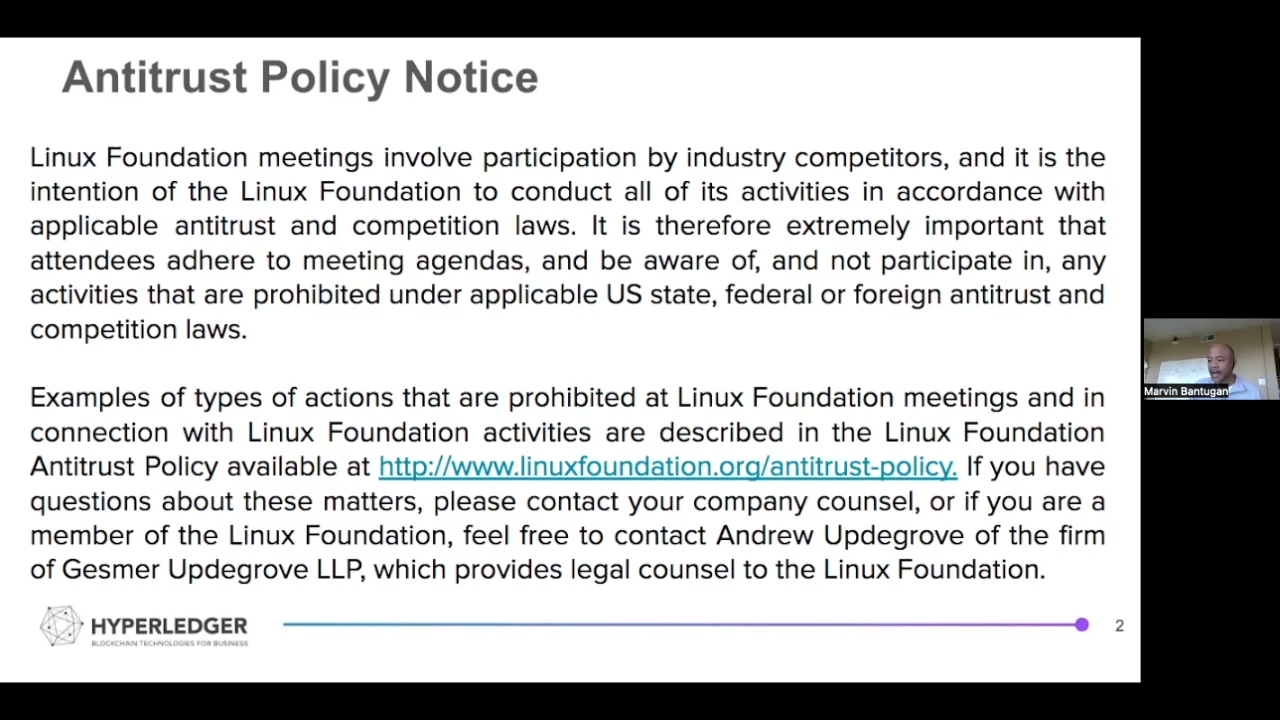 Antitrust Policy Notice
Linux Foundation meetings involve participation by industry competitors, and it is the
intention of the Linux Foundation to conduct all of its activities in accordance with
applicable antitrust and competition laws. It is therefore extremely important that
attendees adhere to meeting agendas, and be aware of, and not participate in, any
activities that are prohibited under applicable US state, federal or foreign antitrust and
competition laws.
Examples of types of actions that are prohibited at Linux Foundation meetings and in
connection with Linux Foundation activities are described in the Linux Foundation
Antitrust Policy available at http://www.linuxfoundation.org/antitrust-policy. If you have
questions about these matters, please contact your company counsel, or if you are a
member of the Linux Foundation, feel free to contact Andrew Updegrove of the firm
of Gesmer Updegrove LLP, which provides legal counsel to the Linux Foundation.
HYPERLEDGER
BLOCKCHAIN TECHNOLOGIES FOR BUSINESS
2
Marvin Bantugan